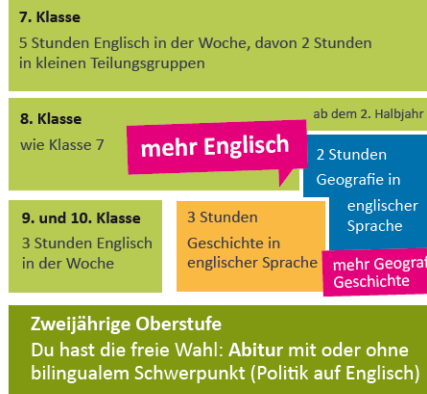 7. Klasse
5 Stunden Englisch in der Woche, davon 2 Stunden
in kleinen Teilungsgruppen
8. Klasse
wie Klasse 7
mehr Englisch
ab dem 2. Halbjahr
2 Stunden
Geografie in
englischer
Sprache
9. und 10. Klasse
3 Stunden Englisch
in der Woche
3 Stunden
Geschichte in
englischer Sprache
mehr Geograf
Geschichte
Zweijährige Oberstufe
Du hast die freie Wahl: Abitur mit oder ohne
bilingualem Schwerpunkt (Politik auf Englisch)